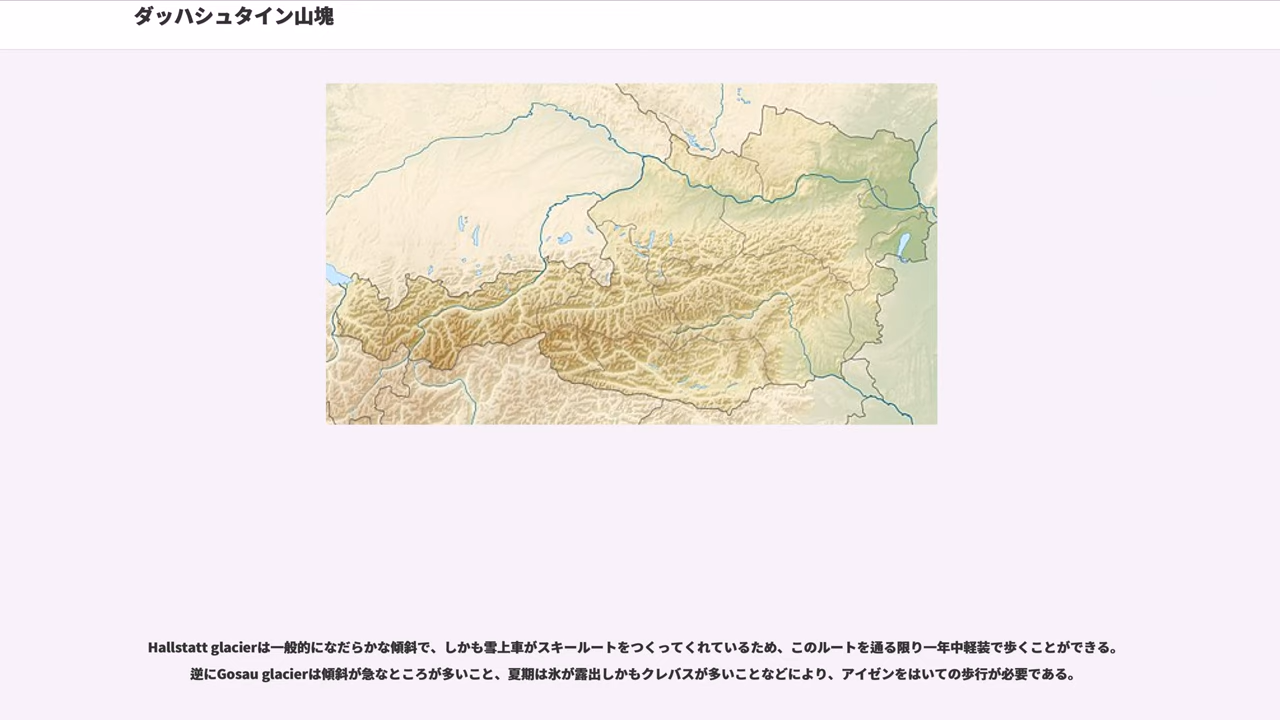 ダッハシュタイン山塊
Hallstatt glacierは一般的になだらかな傾斜で、しかも雪上車がスキールートをつくってくれているため、このルートを通る限り一年中軽装で歩くことができる。
逆にGosau glacierは傾斜が急なところが多いこと、夏期は氷が露出しかもクレバスが多いことなどにより、アイゼンをはいての歩行が必要である。